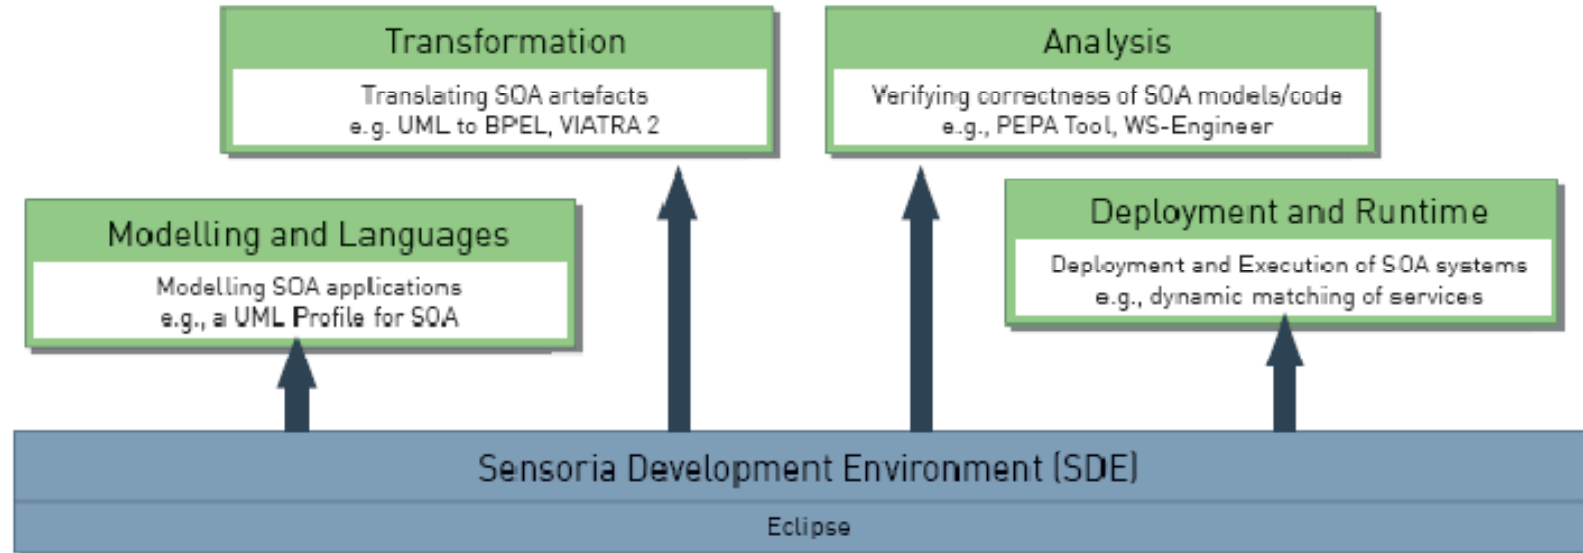 Transformation
Translating SOA artefacts
e.g. UML to BPEL, VIATRA 2
Analysis
Verifying correctness of SOA models/code
e.g., PEPA Tool, WS-Engineer
Modelling and Languages
Modelling SOA applications
e.g., a UML Profile for SOA
Deployment and Runtime
Deployment and Execution of SOA systems
e.g., dynamic matching of services
Sensoria Development Environment (SDE)
Eclipse